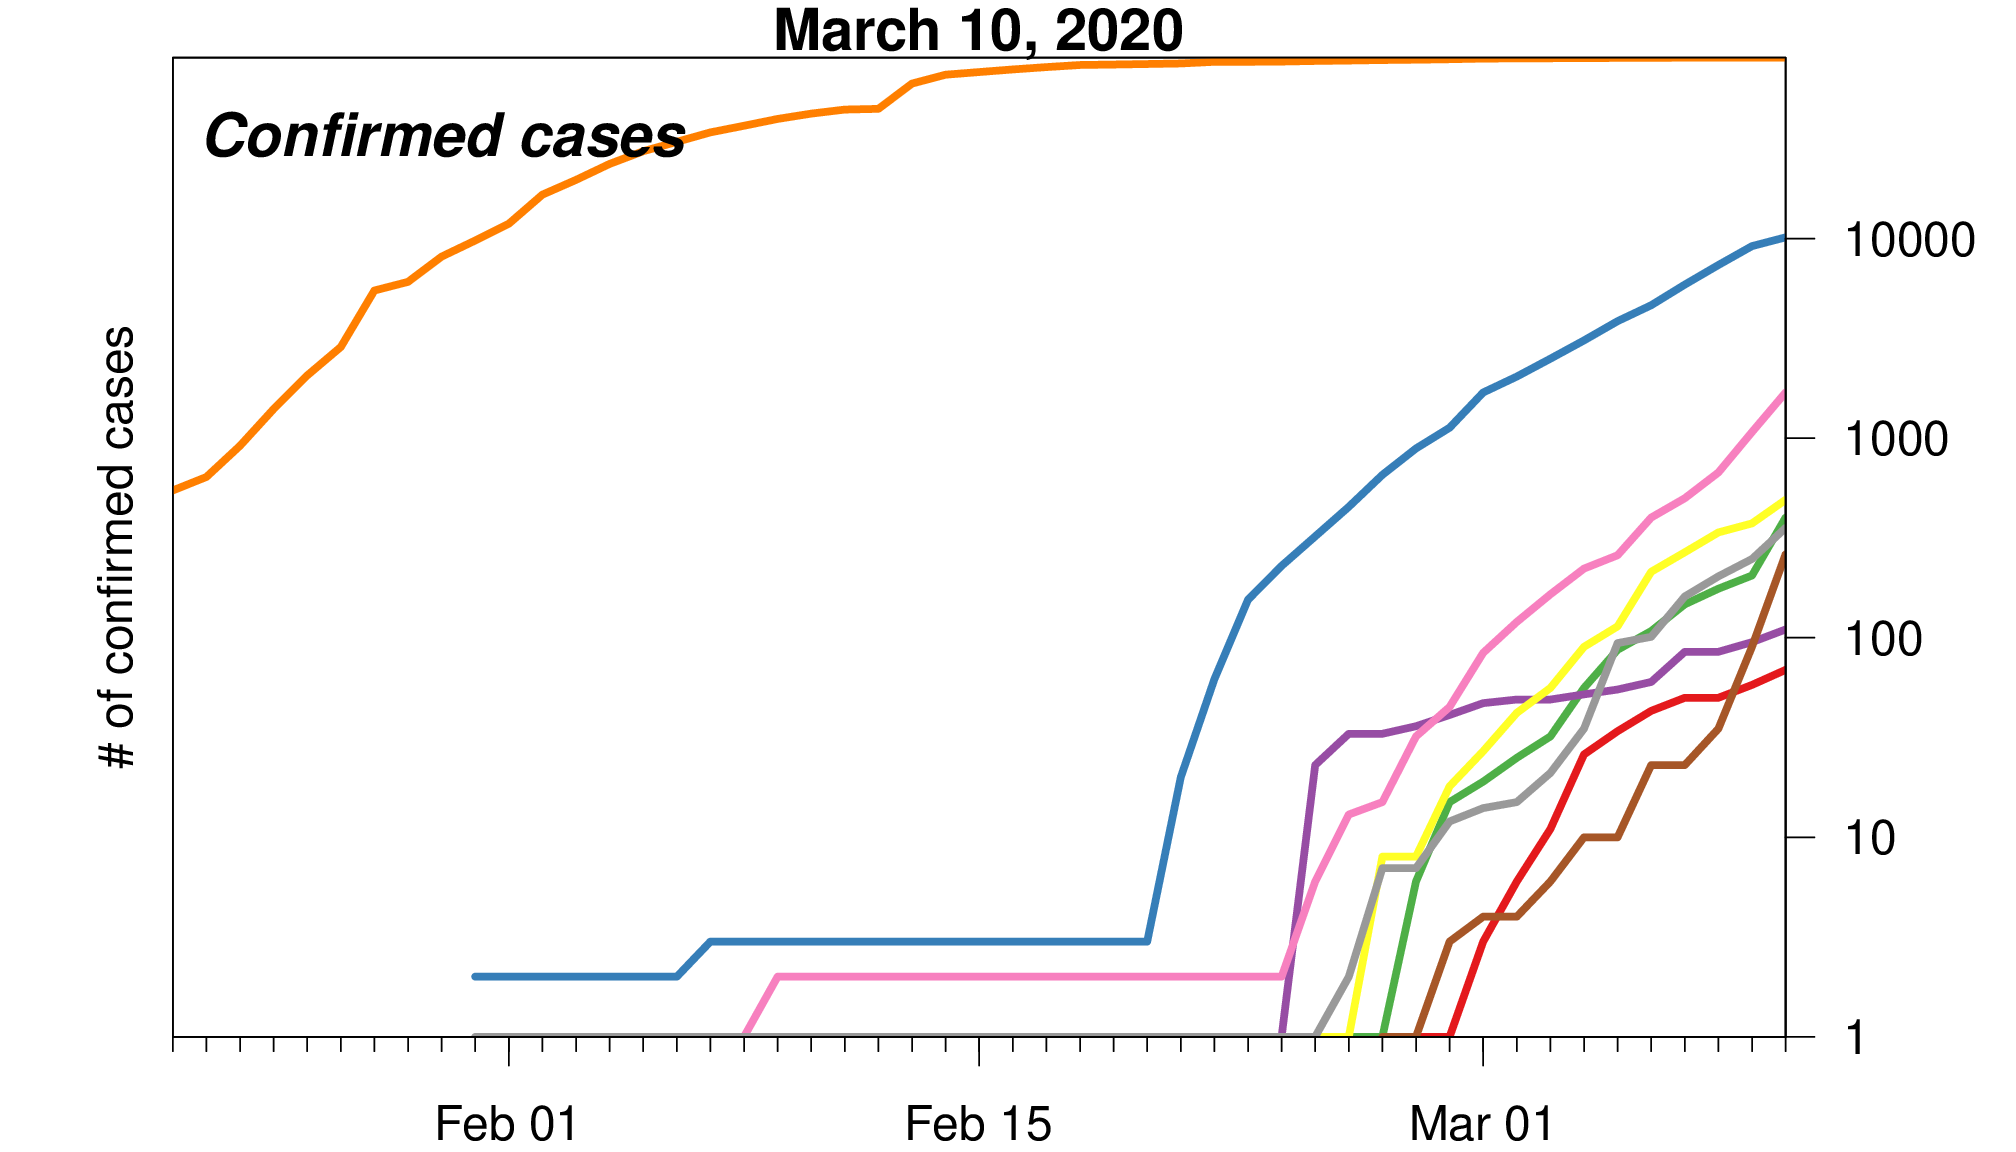 March 10, 2020
Confirmed cases
# of confirmed cases
10000
1000
100
10
1
Feb 01
Feb 15
Mar 01